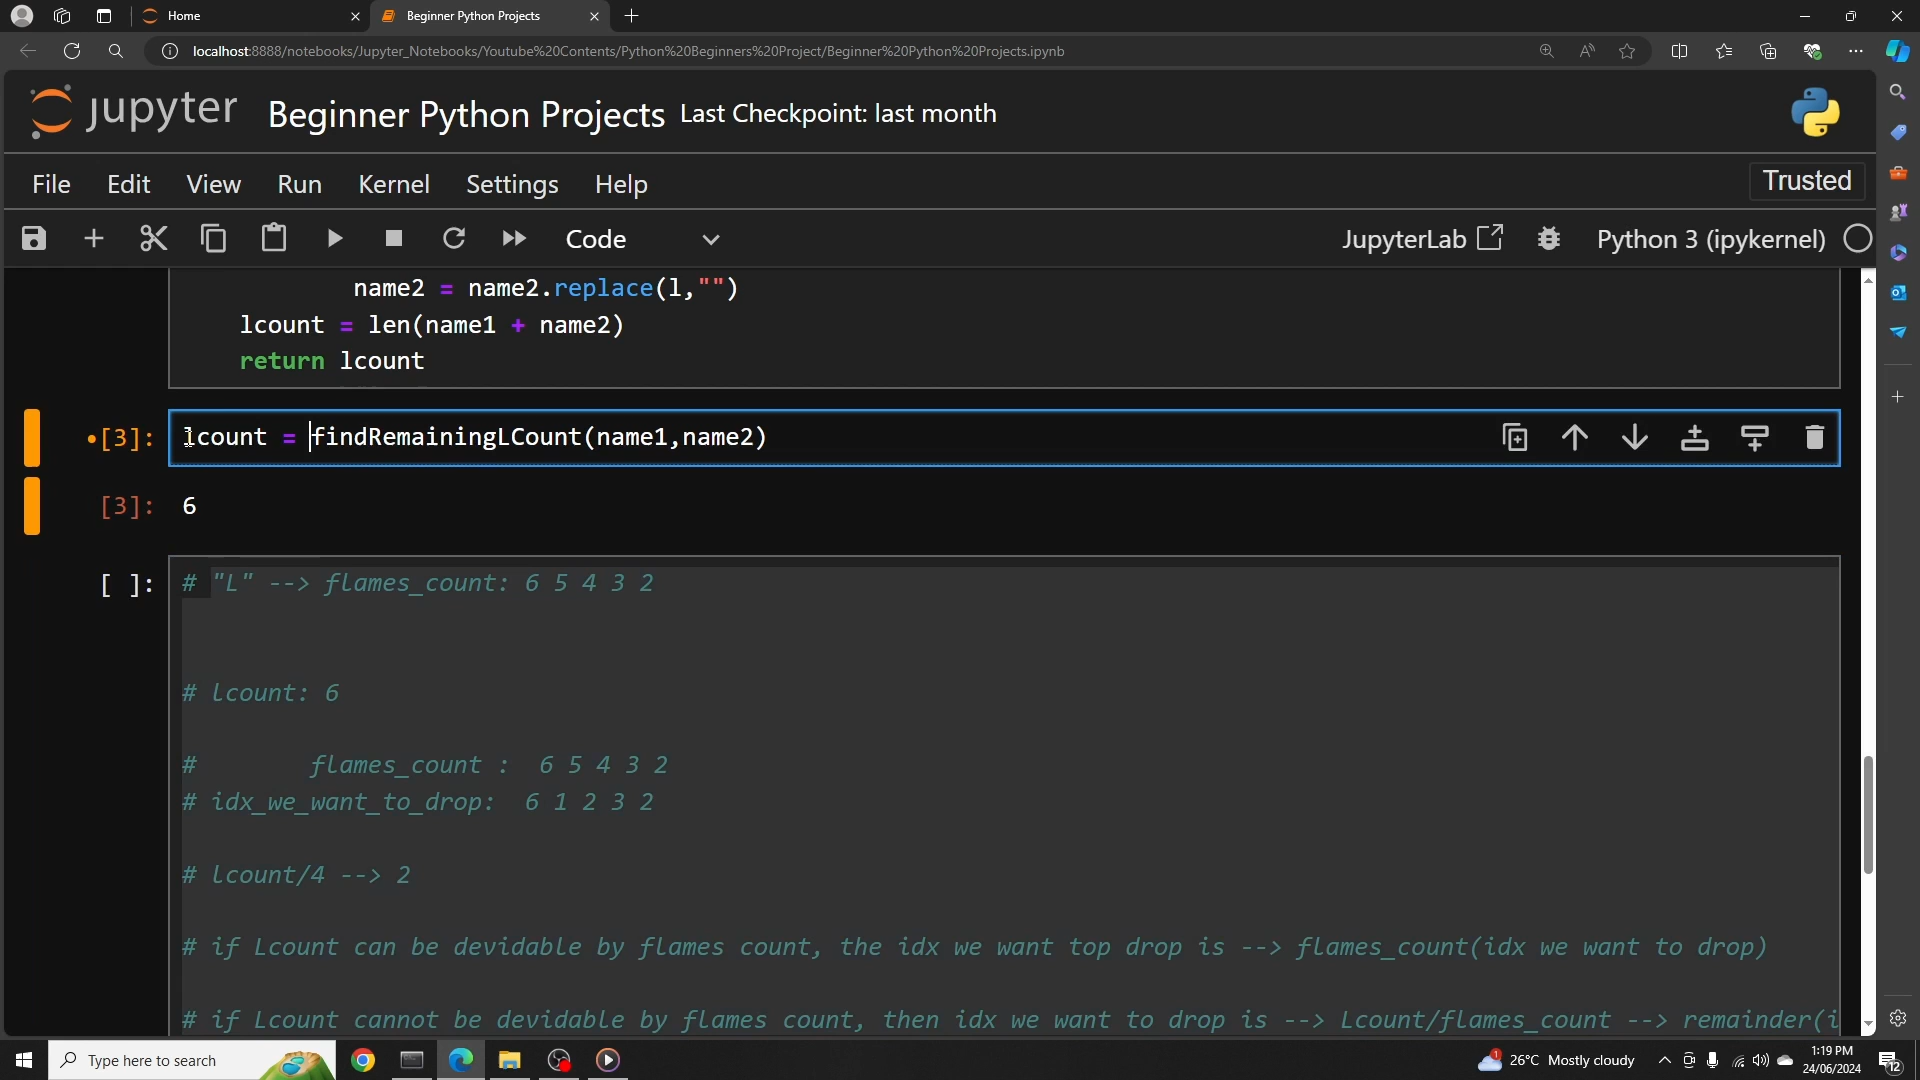 Home
Beginner Python Projects
localhost:8888/notebooks/Jupyter_Notebooks/Youtube%20Contents/Python%20Beginners%20Project/Beginner%20Python%20Projects.ipynb
jupyter Beginner Python Projects Last Checkpoint: last month
File Edit View Run Kernel Settings Help Trusted
Code JupyterLab Python 3 (ipykernel)
name2 = name2.replace(l,"")
lcount = len(name1 + name2)
return lcount
[3]: lcount = findRemainingLCount(name1,name2)
[3]: 6
[ ]: # "L" --> flames_count: 6 5 4 3 2
# lcount: 6
# flames_count : 6 5 4 3 2
# idx_we_want_to_drop: 6 1 2 3 2
# lcount/4 --> 2
# if Lcount can be devidable by flames count, the idx we want top drop is --> flames_count(idx we want to drop)
# if Lcount cannot be devidable by flames count, then idx we want to drop is --> Lcount/flames_count --> remainder(i
Type here to search
1 26°C Mostly cloudy
1:19 PM
24/06/2024
12